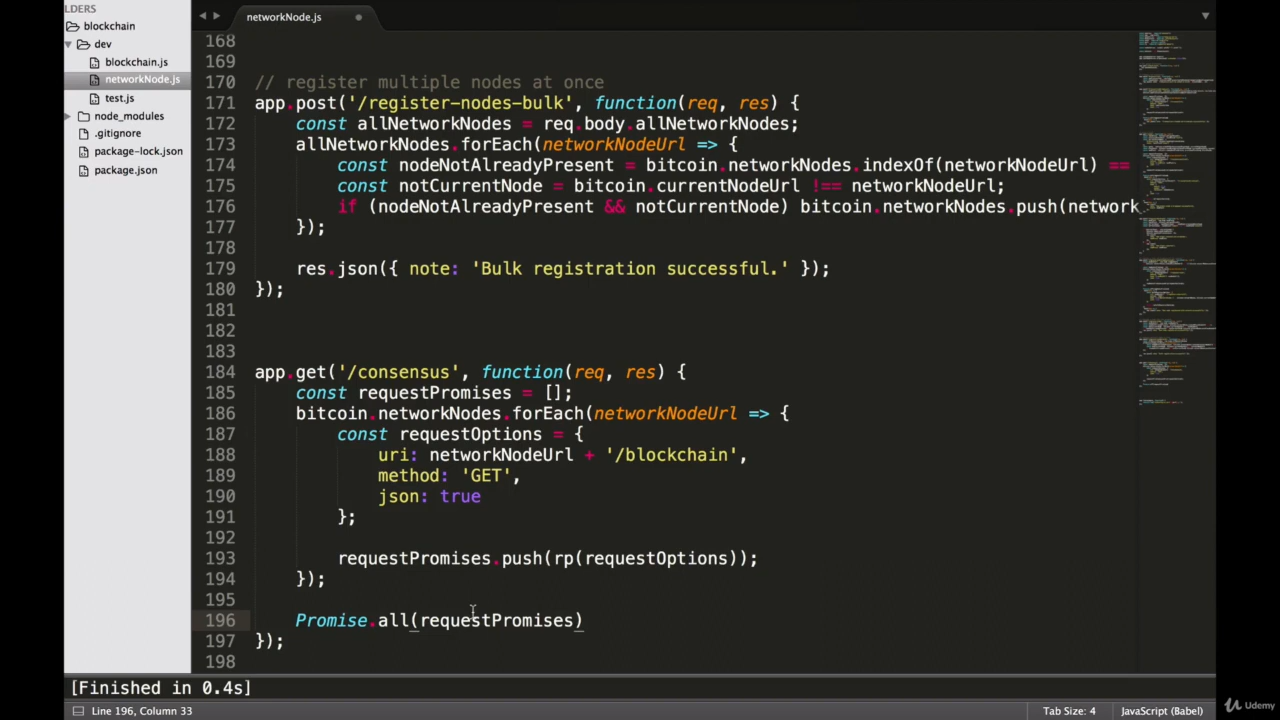 LDERS
blockchain
dev
blockchain.js
networkNode.js
test.js
node_modules
.gitignore
package-lock.json
package.json
networkNode.js
168
169
170 // register multiple nodes at once
171 app.post('/register-nodes-bulk', function(req, res) {
172 const allNetworkNodes = req.body.allNetworkNodes;
173 allNetworkNodes.forEach(networkNodeUrl => {
174 const nodeNotAlreadyPresent = bitcoin.networkNodes.indexOf(networkNodeUrl) ==
175 const notCurrentNode = bitcoin.currentNodeUrl !== networkNodeUrl;
176 if (nodeNotAlreadyPresent && notCurrentNode) bitcoin.networkNodes.push(network
177 });
178
179 res.json({ note: 'Bulk registration successful.' });
180 });
181
182
183
184 app.get('/consensus', function(req, res) {
185 const requestPromises = [];
186 bitcoin.networkNodes.forEach(networkNodeUrl => {
187 const requestOptions = {
188 uri: networkNodeUrl + '/blockchain',
189 method: 'GET',
190 json: true
191 };
192
193 requestPromises.push(rp(requestOptions));
194 });
195
196 Promise.all(requestPromises)
197 });
198
[Finished in 0.4s]
Line 196, Column 33
Tab Size: 4
JavaScript (Babel)
Udemy